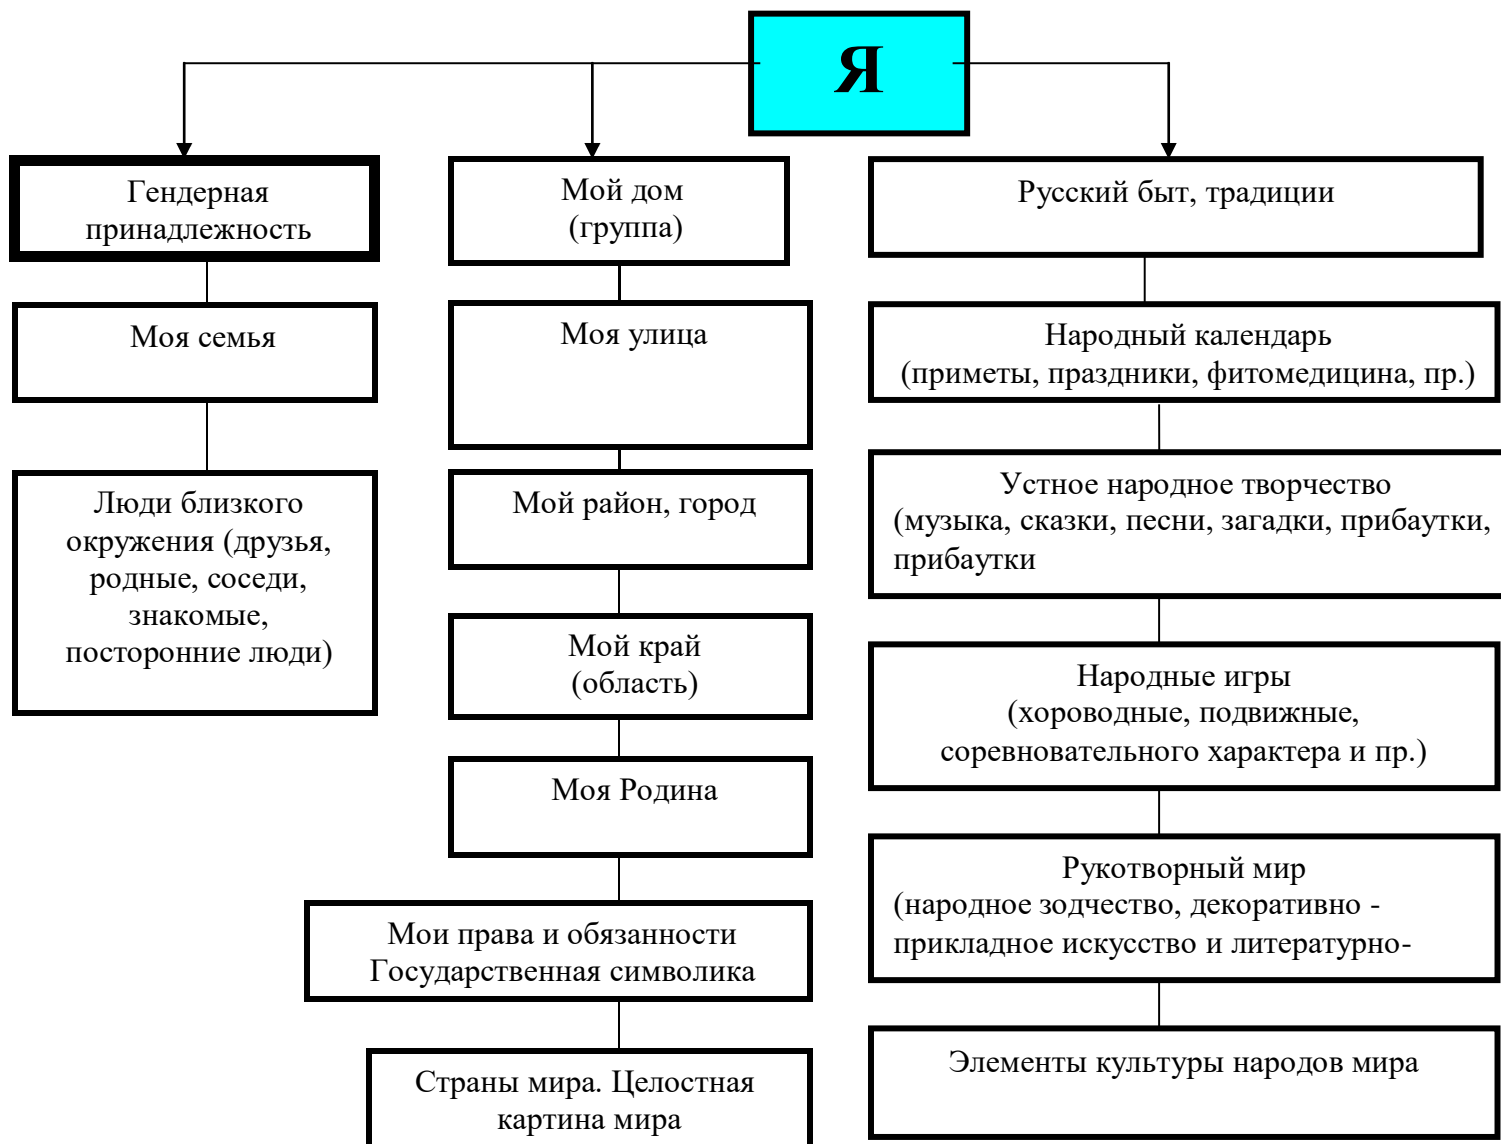 Я
Гендерная
принадлежность
Моя семья
Люди близкого
окружения (друзья,
родные, соседи,
знакомые,
посторонние люди)
Мой дом
(группа)
Моя улица
Мой район, город
Мой край
(область)
Моя Родина
Мои права и обязанности
Государственная символика
Страны мира. Целостная
картина мира
Русский быт, традиции
Народный календарь
(приметы, праздники, фитомедицина, пр.)
Устное народное творчество
(музыка, сказки, песни, загадки, прибаутки,
прибаутки
Народные игры
(хороводные, подвижные,
соревновательного характера и пр.)
Рукотворный мир
(народное зодчество, декоративно -
прикладное искусство и литературно-
Элементы культуры народов мира